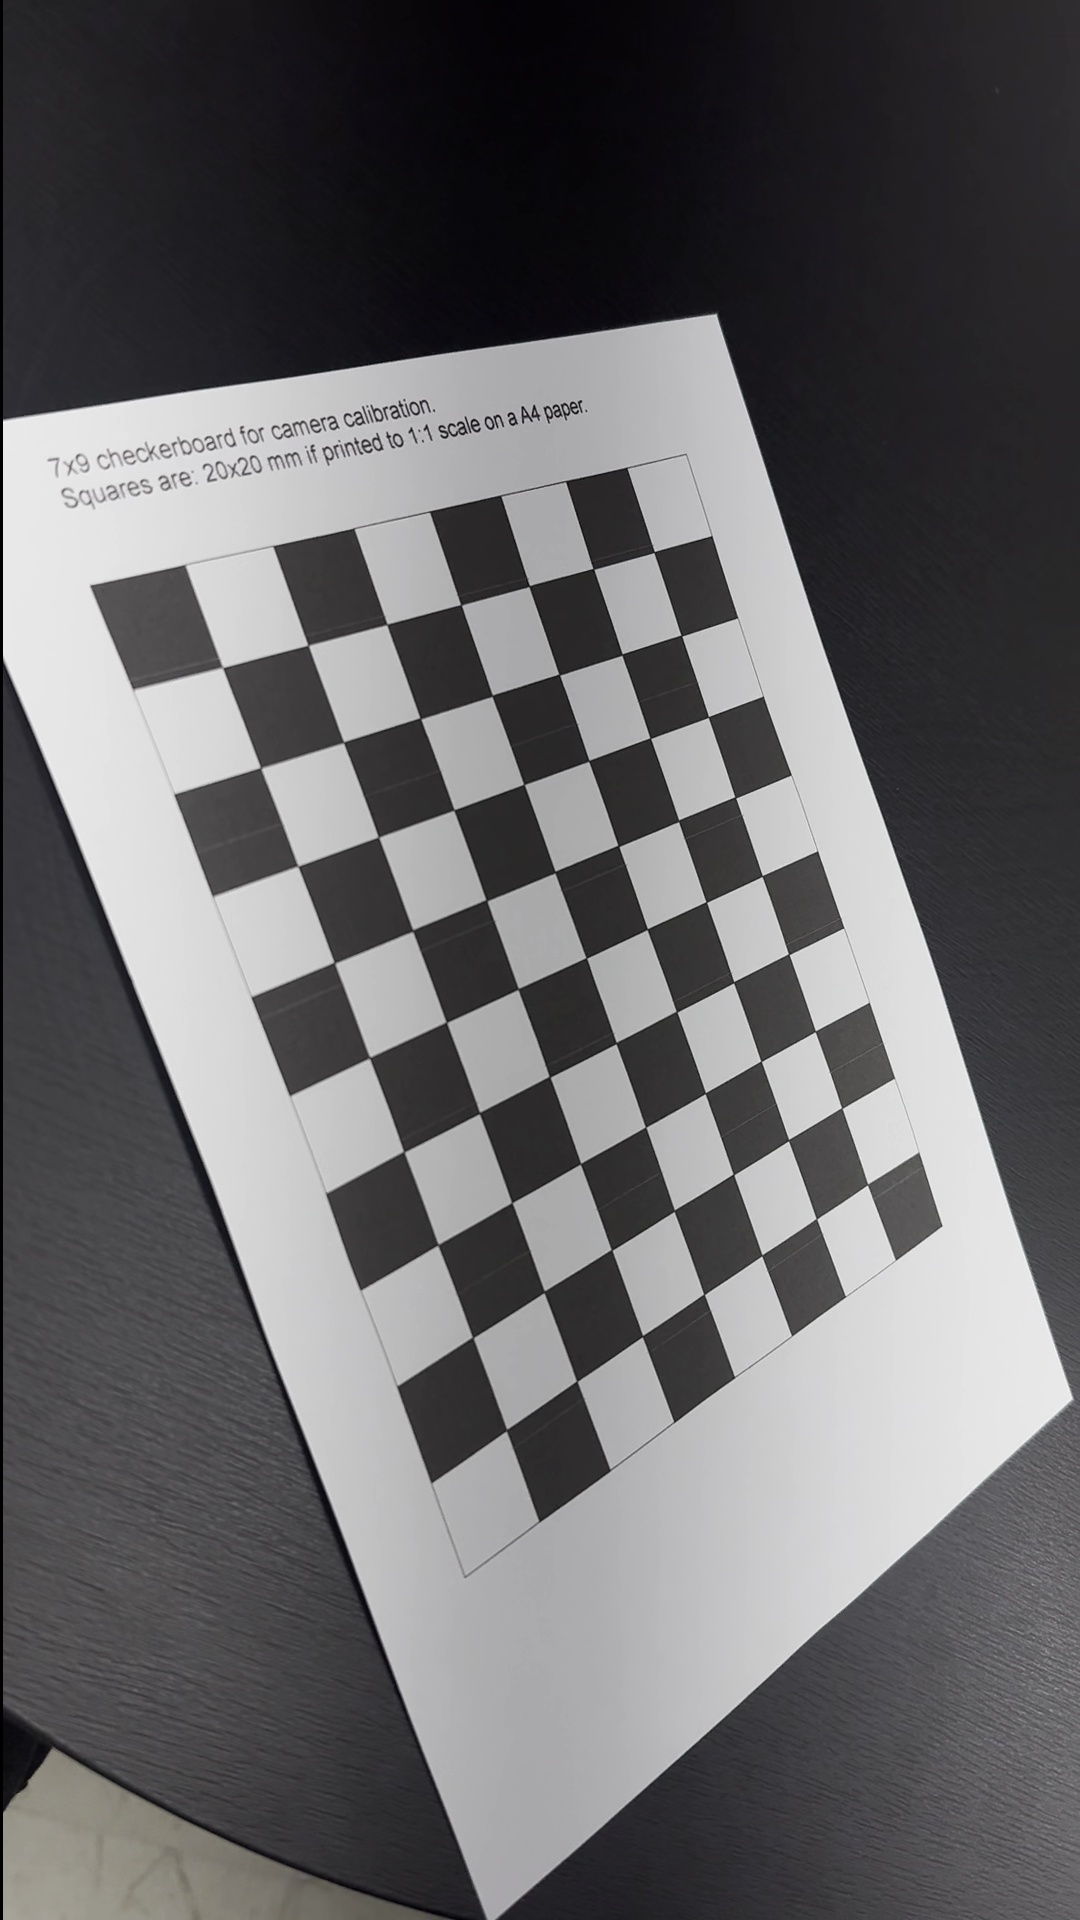 7x9 checkerboard for camera calibration.
Squares are: 20x20 mm if printed to 1:1 scale on a A4 paper.